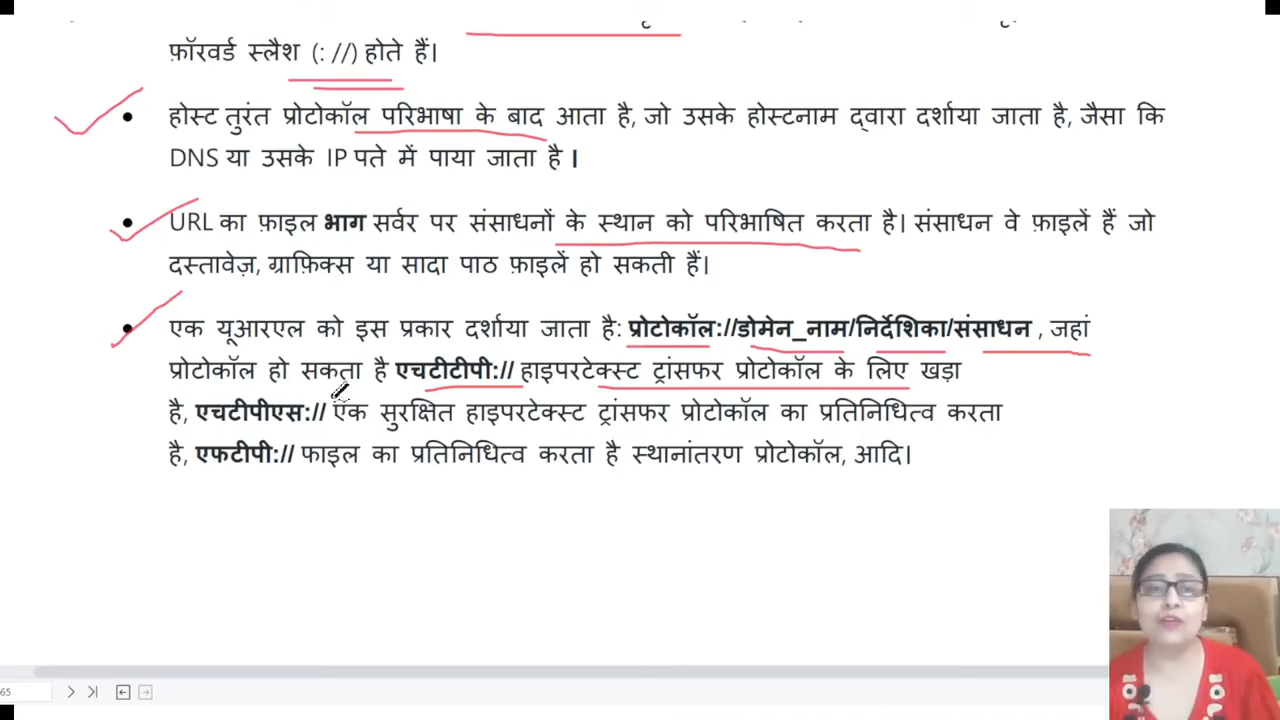 फ़ॉरवर्ड स्लैश (: //) होते हैं।
• होस्ट तुरंत प्रोटोकॉल परिभाषा के बाद आता है, जो उसके होस्टनाम द्वारा दर्शाया जाता है, जैसा कि
DNS या उसके IP पते में पाया जाता है ।
• URL का फ़ाइल भाग सर्वर पर संसाधनों के स्थान को परिभाषित करता है। संसाधन वे फ़ाइलें हैं जो
दस्तावेज़, ग्राफ़िक्स या सादा पाठ फ़ाइलें हो सकती हैं।
• एक यूआरएल को इस प्रकार दर्शाया जाता है: प्रोटोकॉल://डोमेन_नाम/निर्देशिका/संसाधन , जहां
प्रोटोकॉल हो सकता है एचटीटीपी:// हाइपरटेक्स्ट ट्रांसफर प्रोटोकॉल के लिए खड़ा
है, एचटीपीएस:// एक सुरक्षित हाइपरटेक्स्ट ट्रांसफर प्रोटोकॉल का प्रतिनिधित्व करता
है, एफटीपी:// फाइल का प्रतिनिधित्व करता है स्थानांतरण प्रोटोकॉल, आदि।
65